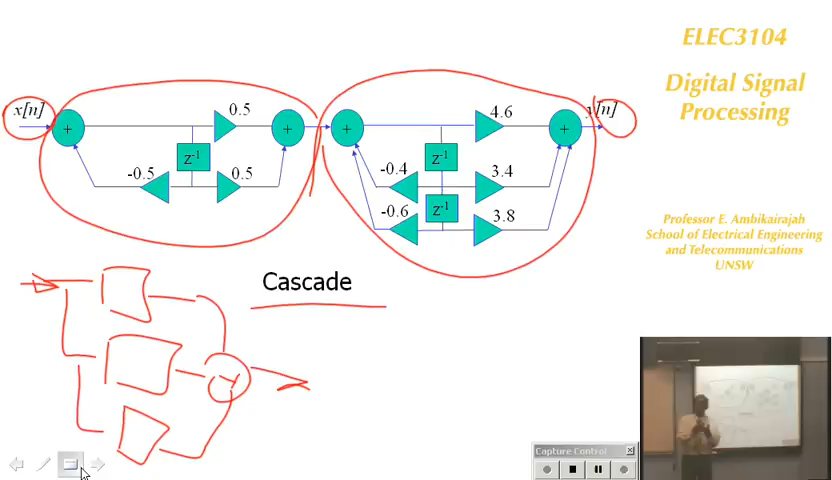 ELEC3104
Digital Signal
Processing
x[n]
0.5
4.6
y[n]
+
+
+
+
z-1
z-1
-0.5
0.5
-0.4
3.4
z-1
-0.6
3.8
Professor E. Ambikairajah
School of Electrical Engineering
and Telecommunications
UNSW
Cascade
Capture Control